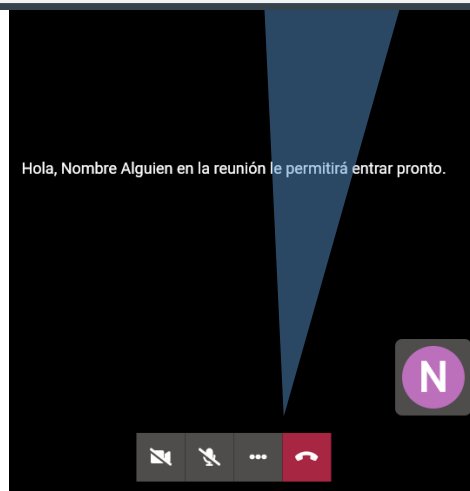 Hola, Nombre Alguien en la reunión le permitirá entrar pronto.
N